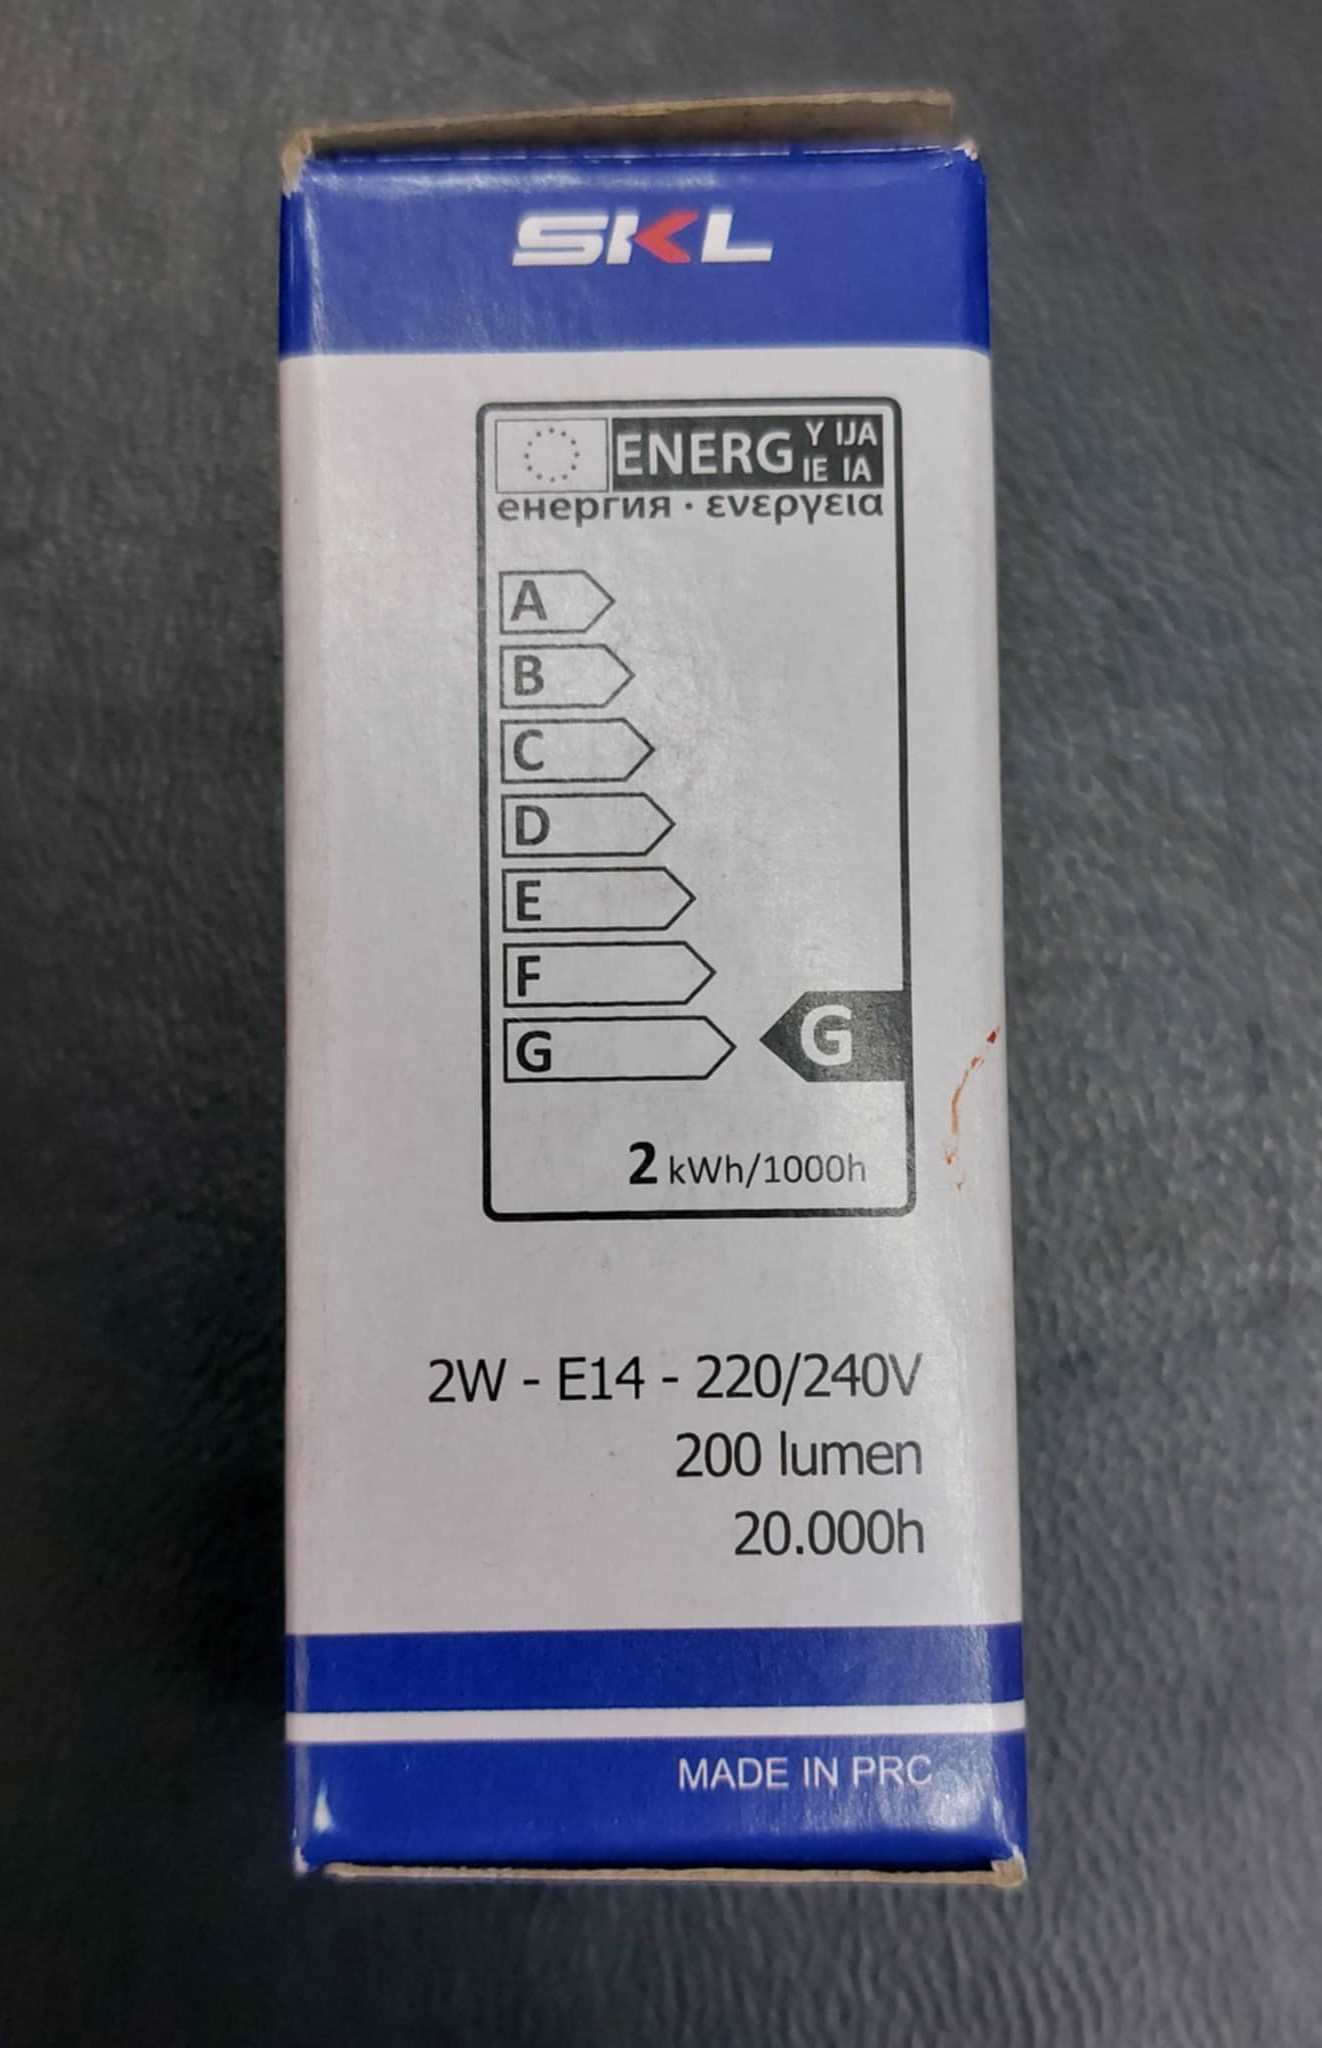 SKL
ENERG Y IJA
IE IA
енергия · ενεργεια
A
B
C
D
E
F
G G
2 kWh/1000h
2W - E14 - 220/240V
200 lumen
20.000h
MADE IN PRC